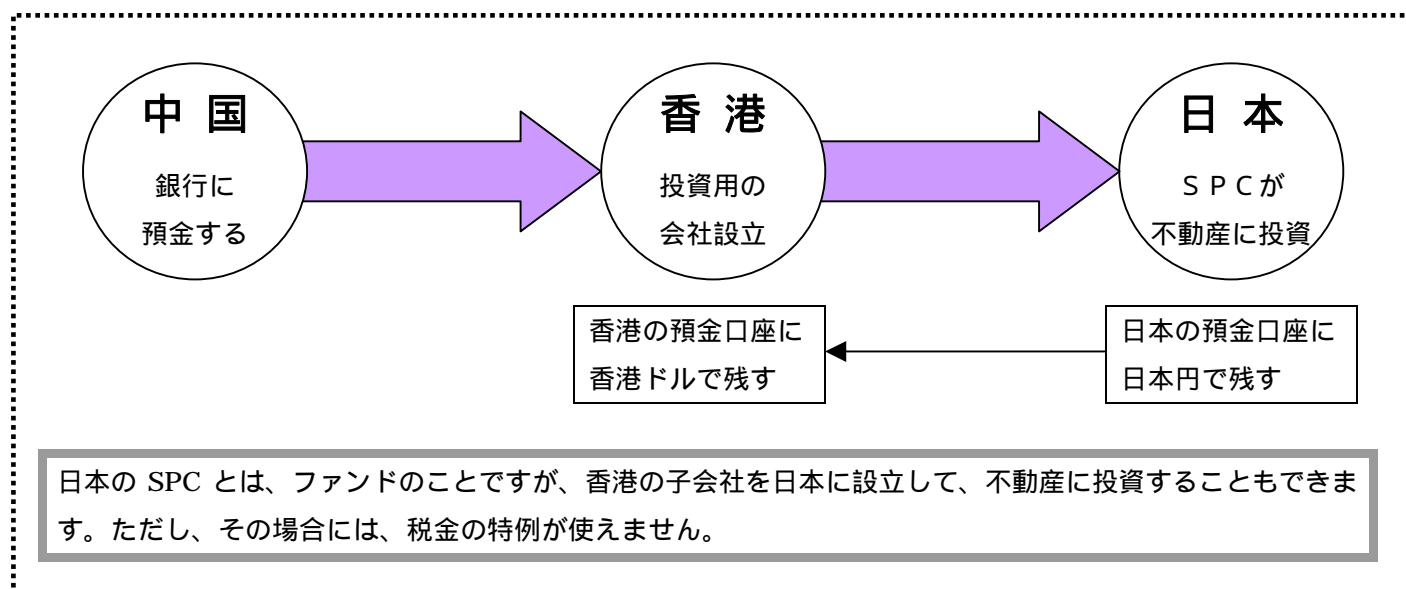 中 国
銀行に
預金する
香 港
投資用の
会社設立
日 本
ＳＰＣが
不動産に投資
香港の預金口座に
香港ドルで残す
日本の預金口座に
日本円で残す
日本の SPC とは、ファンドのことですが、香港の子会社を日本に設立して、不動産に投資することもできま
す。ただし、その場合には、税金の特例が使えません。